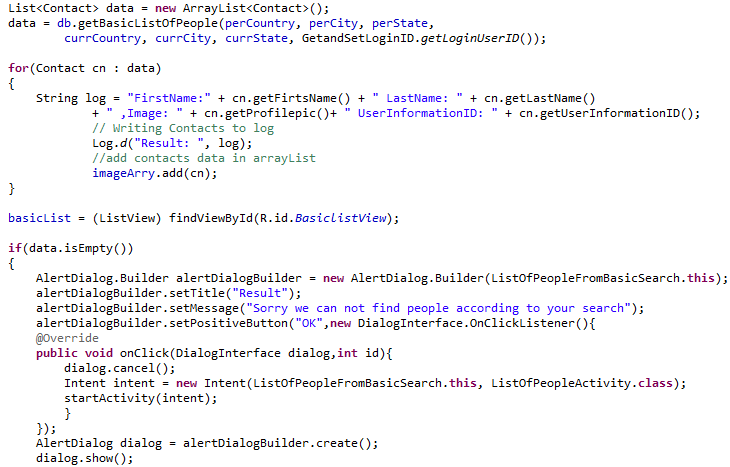 List<Contact> data = new ArrayList<Contact>();
data = db.getBasicListOfPeople(perCountry, perCity, perState,
        currCountry, currCity, currState, GetandSetLoginID.getLoginUserID());

for(Contact cn : data)
{
    String log = "FirstName:" + cn.getFirtsName() + " LastName: " + cn.getLastName()
            + " ,Image: " + cn.getProfilepic()+ " UserInformationID: " + cn.getUserInformationID();
            // Writing Contacts to log
            Log.d("Result: ", log);
            //add contacts data in arrayList
            imageArry.add(cn);
}

basicList = (ListView) findViewById(R.id.BasiclistView);

if(data.isEmpty())
{
    AlertDialog.Builder alertDialogBuilder = new AlertDialog.Builder(ListOfPeopleFromBasicSearch.this);
    alertDialogBuilder.setTitle("Result");
    alertDialogBuilder.setMessage("Sorry we can not find people according to your search");
    alertDialogBuilder.setPositiveButton("OK",new DialogInterface.OnClickListener(){
    @Override
    public void onClick(DialogInterface dialog,int id){
        dialog.cancel();
        Intent intent = new Intent(ListOfPeopleFromBasicSearch.this, ListOfPeopleActivity.class);
        startActivity(intent);
        }
    });
    AlertDialog dialog = alertDialogBuilder.create();
    dialog.show();